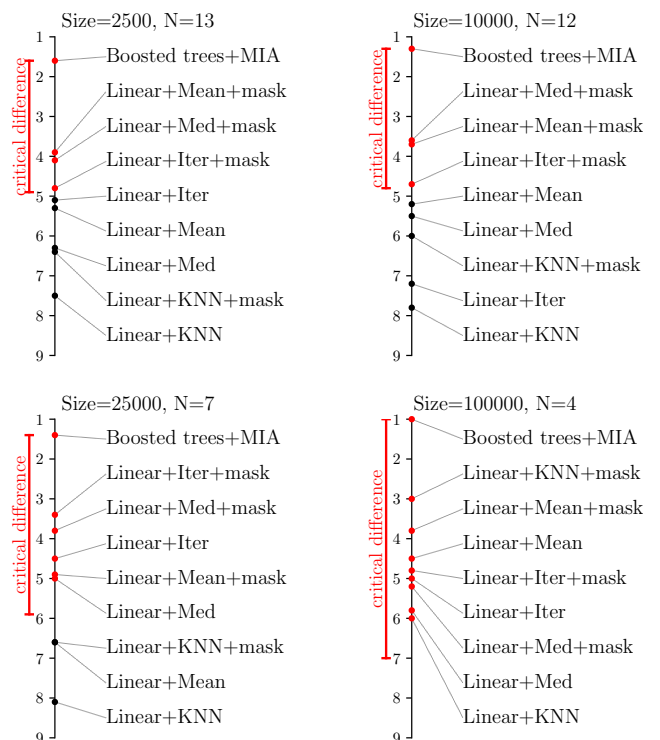 Size=2500, N=13
1
2
3
4
5
6
7
8
9
critical difference
Boosted trees+MIA
Linear+Mean+mask
Linear+Med+mask
Linear+Iter+mask
Linear+Iter
Linear+Mean
Linear+Med
Linear+KNN+mask
Linear+KNN
Size=10000, N=12
1
2
3
4
5
6
7
8
9
critical difference
Boosted trees+MIA
Linear+Med+mask
Linear+Mean+mask
Linear+Iter+mask
Linear+Mean
Linear+Med
Linear+KNN+mask
Linear+Iter
Linear+KNN
Size=25000, N=7
1
2
3
4
5
6
7
8
9
critical difference
Boosted trees+MIA
Linear+Iter+mask
Linear+Med+mask
Linear+Iter
Linear+Mean+mask
Linear+Med
Linear+KNN+mask
Linear+Mean
Linear+KNN
Size=100000, N=4
1
2
3
4
5
6
7
8
9
critical difference
Boosted trees+MIA
Linear+KNN+mask
Linear+Mean+mask
Linear+Mean
Linear+Iter+mask
Linear+Iter
Linear+Med+mask
Linear+Med
Linear+KNN